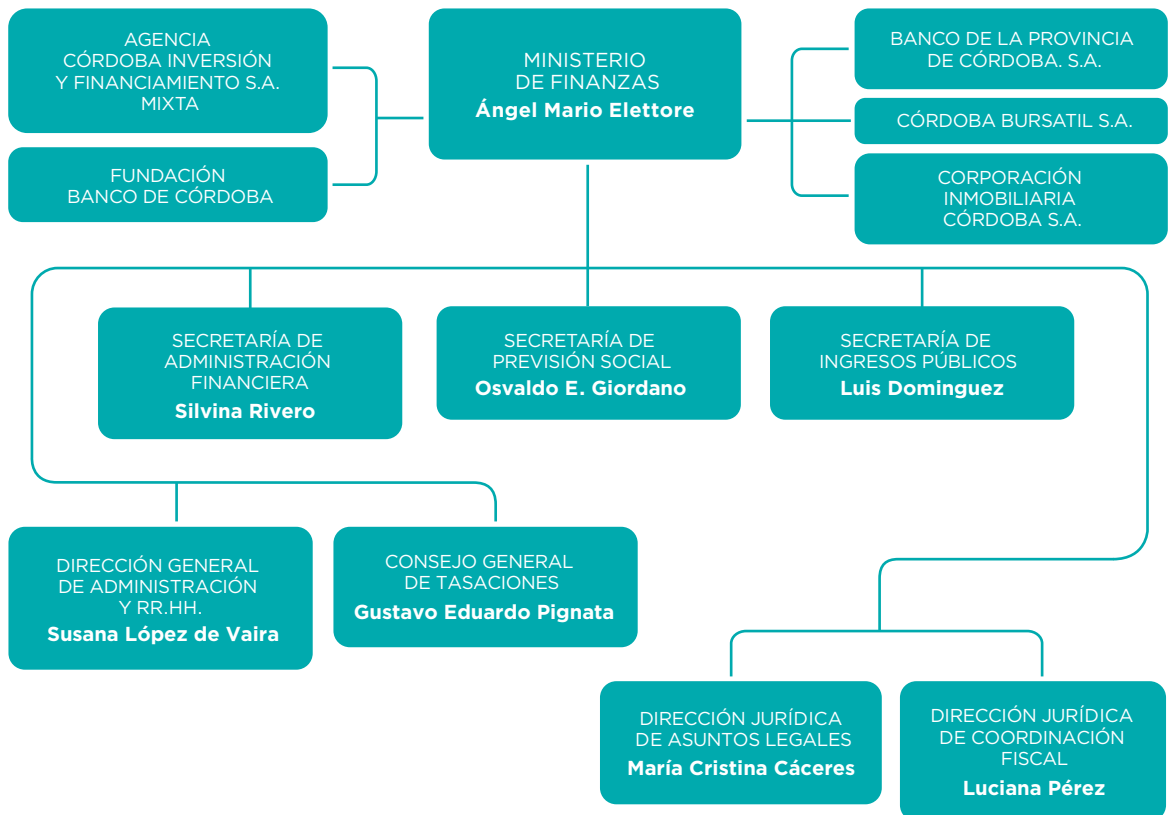 AGENCIA
CÓRDOBA INVERSIÓN
Y FINANCIAMIENTO S.A.
MIXTA
FUNDACIÓN
BANCO DE CÓRDOBA
MINISTERIO
DE FINANZAS
Ángel Mario Elettore
BANCO DE LA PROVINCIA
DE CÓRDOBA. S.A.
CÓRDOBA BURSATIL S.A.
CORPORACIÓN
INMOBILIARIA
CÓRDOBA S.A.
SECRETARÍA DE
ADMINISTRACIÓN
FINANCIERA
Silvina Rivero
SECRETARÍA DE
PREVISIÓN SOCIAL
Osvaldo E. Giordano
SECRETARÍA DE
INGRESOS PÚBLICOS
Luis Dominguez
DIRECCIÓN GENERAL
DE ADMINISTRACIÓN
Y RR.HH.
Susana López de Vaira
CONSEJO GENERAL
DE TASACIONES
Gustavo Eduardo Pignata
DIRECCIÓN JURÍDICA
DE ASUNTOS LEGALES
María Cristina Cáceres
DIRECCIÓN JURÍDICA
DE COORDINACIÓN
FISCAL
Luciana Pérez